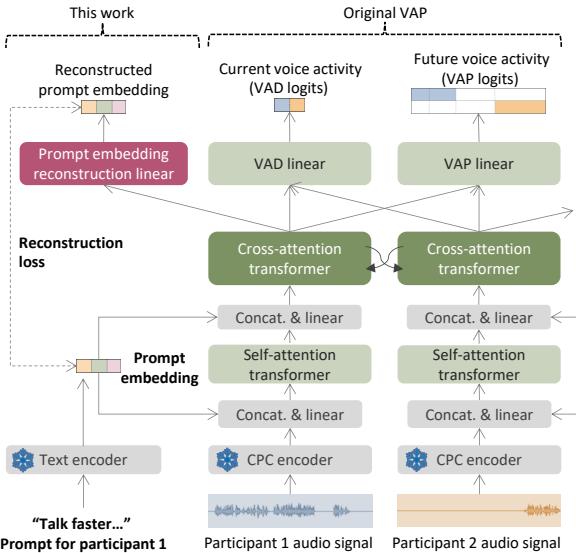 This work
Original VAP
Reconstructed
prompt embedding
Current voice activity
(VAD logits)
Future voice activity
(VAP logits)
Prompt embedding
reconstruction linear
VAD linear
VAP linear
Reconstruction
loss
Cross-attention
transformer
Cross-attention
transformer
Concat. & linear
Concat. & linear
Prompt
embedding
Self-attention
transformer
Self-attention
transformer
Concat. & linear
Concat. & linear
Text encoder
CPC encoder
CPC encoder
“Talk faster...”
Prompt for participant 1
Participant 1 audio signal
Participant 2 audio signal